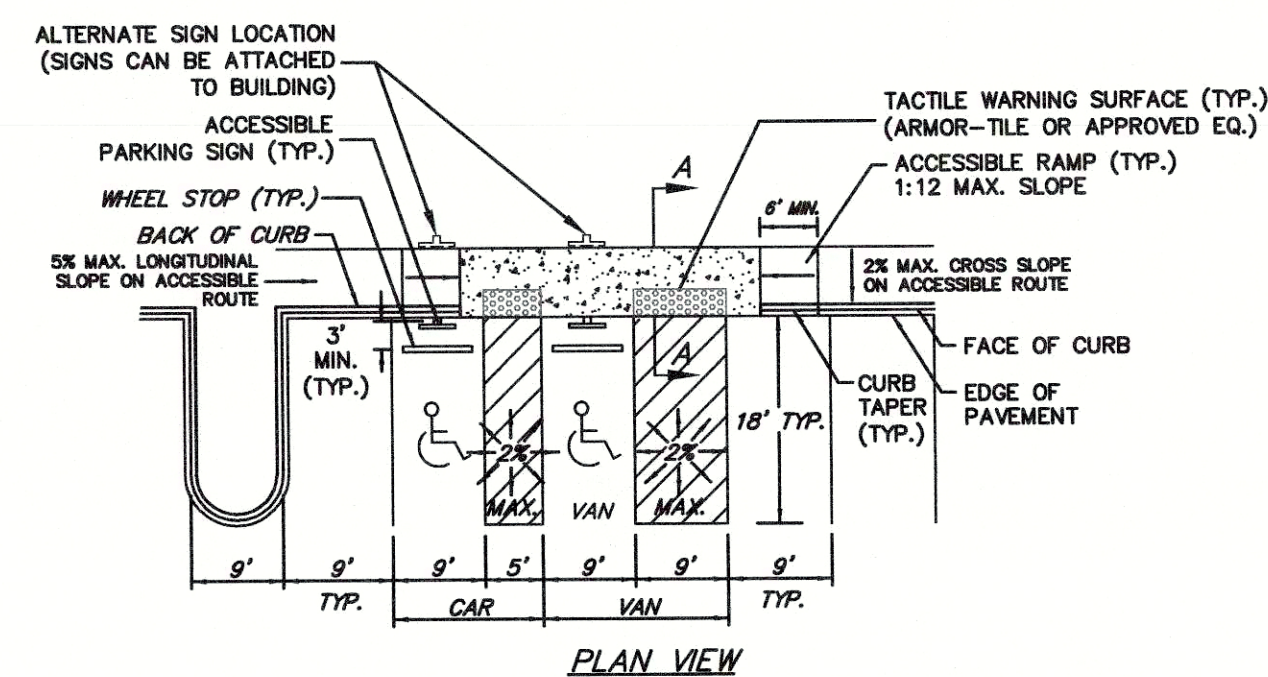 ALTERNATE SIGN LOCATION
(SIGNS CAN BE ATTACHED
TO BUILDING)
ACCESSIBLE
PARKING SIGN (TYP.)
WHEEL STOP (TYP.)
BACK OF CURB
5% MAX. LONGITUDINAL
SLOPE ON ACCESSIBLE
ROUTE
TACTILE WARNING SURFACE (TYP.)
(ARMOR-TILE OR APPROVED EQ.)
A
ACCESSIBLE RAMP (TYP.)
1:12 MAX. SLOPE
6' MIN.
2% MAX. CROSS SLOPE
ON ACCESSIBLE ROUTE
3'
MIN.
(TYP.)
A
FACE OF CURB
CURB
TAPER
(TYP.)
EDGE OF
PAVEMENT
18' TYP.
2%
MAX.
VAN
2%
MAX.
9'
9'
TYP.
9'
5'
9'
9'
9'
TYP.
CAR
VAN
PLAN VIEW